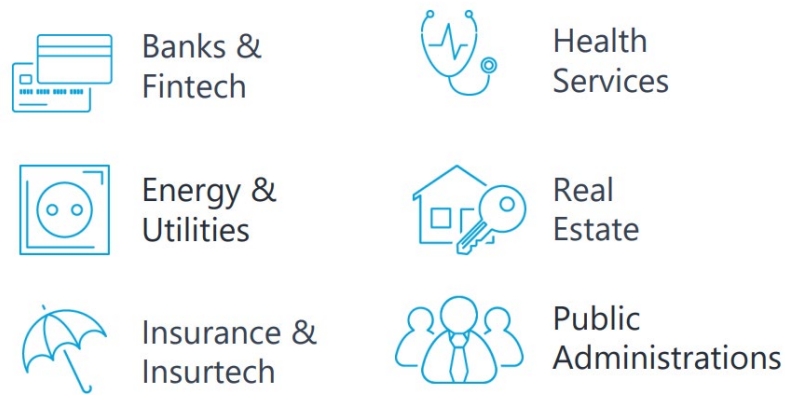 Banks &
Fintech
Health
Services
Energy &
Utilities
Real
Estate
Insurance &
Insurtech
Public
Administrations